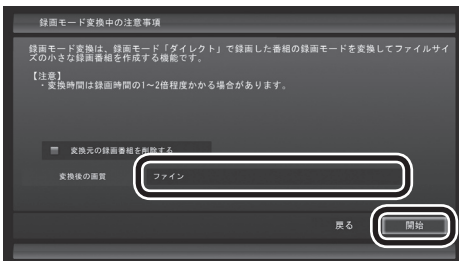 録画モード変換中の注意事項
録画モード変換は、録画モード「ダイレクト」で録画した番組の録画モードを変換してファイルサイ
ズの小さな録画番組を作成する機能です。
【注意】
・変換時間は録画時間の1~2倍程度かかる場合があります。
変換元の録画番組を削除する
変換後の画質 ファイン
戻る 開始